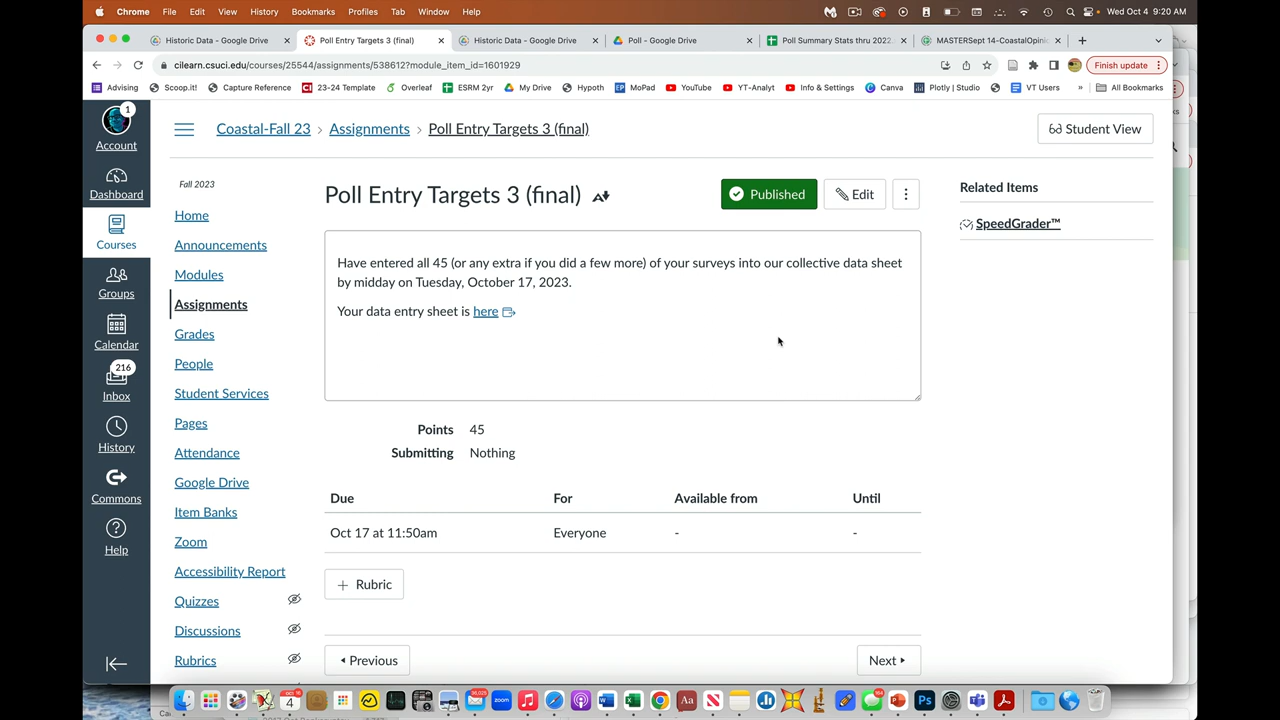 Chrome File Edit View History Bookmarks Profiles Tab Window Help Wed Oct 4 9:20 AM
Historic Data - Google Drive Poll Entry Targets 3 (final) Historic Data - Google Drive Poll - Google Drive Poll Summary Stats thru 2022. MASTERSept 14-CoastalOpini
cilearn.csuci.edu/courses/25544/assignments/538612?module_item_id=1601929 Finish update
Advising Scoop.it! Capture Reference 23-24 Template Overleaf ESRM 2yr My Drive Hypoth MoPad YouTube YT-Analyt Info & Settings Canva Plotly | Studio VT Users » All Bookmarks
1
Account
Dashboard
Courses
Groups
Calendar
216
Inbox
History
Commons
Help
Coastal-Fall 23 › Assignments › Poll Entry Targets 3 (final)
Student View
Fall 2023
Home
Announcements
Modules
Assignments
Grades
People
Student Services
Pages
Attendance
Google Drive
Item Banks
Zoom
Accessibility Report
Quizzes
Discussions
Rubrics
Poll Entry Targets 3 (final)
Published
Edit
Have entered all 45 (or any extra if you did a few more) of your surveys into our collective data sheet
by midday on Tuesday, October 17, 2023.
Your data entry sheet is here
Points 45
Submitting Nothing
Due For Available from Until
Oct 17 at 11:50am Everyone - -
+ Rubric
Previous
Next
Related Items
SpeedGrader™